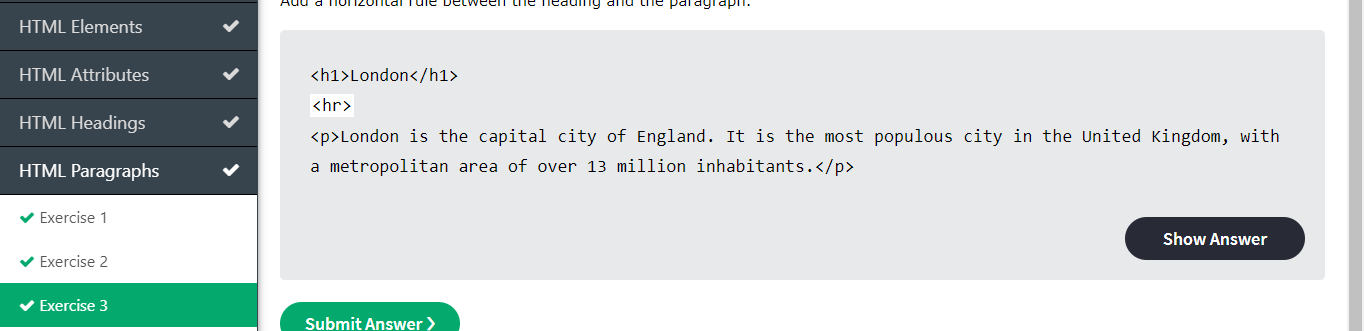 Add a horizontal rule between the heading and the paragraph.
HTML Elements
HTML Attributes
HTML Headings
HTML Paragraphs
Exercise 1
Exercise 2
Exercise 3
<h1>London</h1>
<hr>
<p>London is the capital city of England. It is the most populous city in the United Kingdom, with
a metropolitan area of over 13 million inhabitants.</p>
Show Answer
Submit Answer ❯